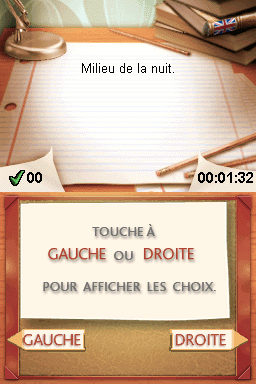 Milieu de la nuit.
00
00:01:32
TOUCHE À
GAUCHE OU DROITE
POUR AFFICHER LES CHOIX.
GAUCHE DROITE